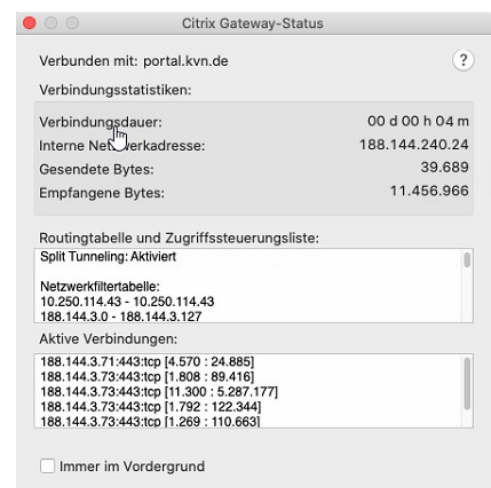 Citrix Gateway-Status
Verbunden mit: portal.kvn.de
?
Verbindungsstatistiken:
Verbindungsdauer: 00 d 00 h 04 m
Interne Netzwerkadresse: 188.144.240.24
Gesendete Bytes: 39.689
Empfangene Bytes: 11.456.966
Routingtabelle und Zugriffssteuerungsliste:
Split Tunneling: Aktiviert
Netzwerkfiltertabelle:
10.250.114.43 - 10.250.114.43
188.144.3.0 - 188.144.3.127
Aktive Verbindungen:
188.144.3.71:443:tcp [4.570 : 24.885]
188.144.3.73:443:tcp [1.808 : 89.416]
188.144.3.73:443:tcp [11.300 : 5.287.177]
188.144.3.73:443:tcp [1.792 : 122.344]
188.144.3.73:443:tcp [1.269 : 110.663]
Immer im Vordergrund